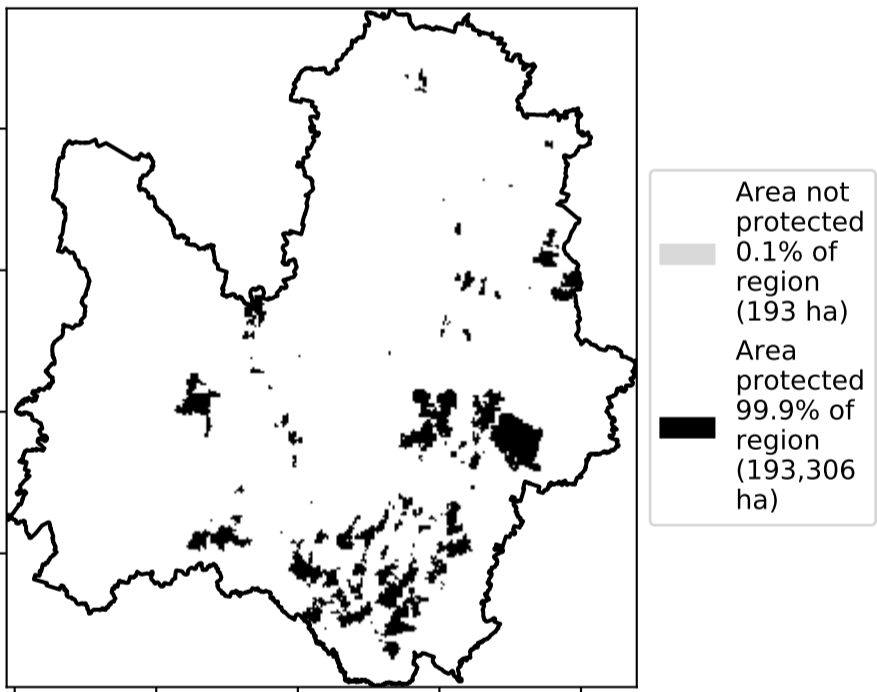 Area not
protected
0.1% of
region
(193 ha)
Area
protected
99.9% of
region
(193,306
ha)